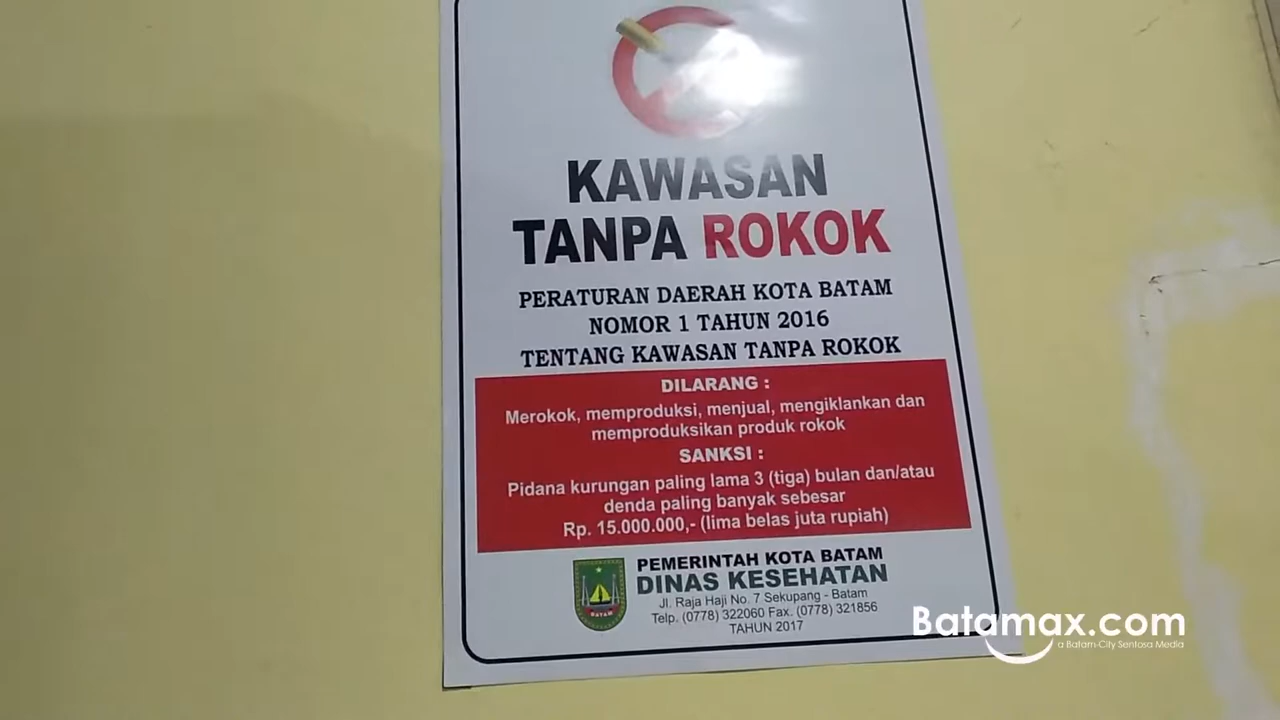 KAWASAN
TANPA ROKOK
PERATURAN DAERAH KOTA BATAM
NOMOR 1 TAHUN 2016
TENTANG KAWASAN TANPA ROKOK
DILARANG :
Merokok, memproduksi, menjual, mengiklankan dan
memproduksikan produk rokok
SANKSI :
Pidana kurungan paling lama 3 (tiga) bulan dan/atau
denda paling banyak sebesar
Rp. 15.000.000,- (lima belas juta rupiah)
BATAM
PEMERINTAH KOTA BATAM
DINAS KESEHATAN
Jl. Raja Haji No. 7 Sekupang - Batam
Telp. (0778) 322060 Fax. (0778) 321856
TAHUN 2017
Batamax.com
a Batam-City Sentosa Media